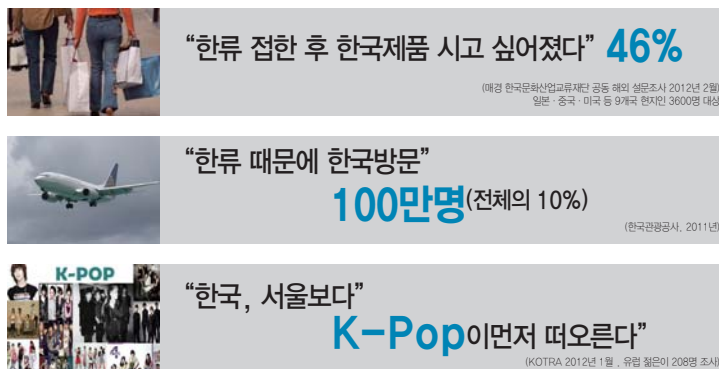 “한류 접한 후 한국제품 시고 싶어졌다” 46%
(매경 한국문화산업교류재단 공동 해외 설문조사 2012년 2월)
일본 · 중국 · 미국 등 9개국 현지인 3600명 대상
“한류 때문에 한국방문”
100만명(전체의 10%)
(한국관광공사, 2011년)
K-POP
“한국, 서울보다”
K-Pop이먼저 떠오른다”
(KOTRA 2012년 1월 , 유럽 젊은이 208명 조사)